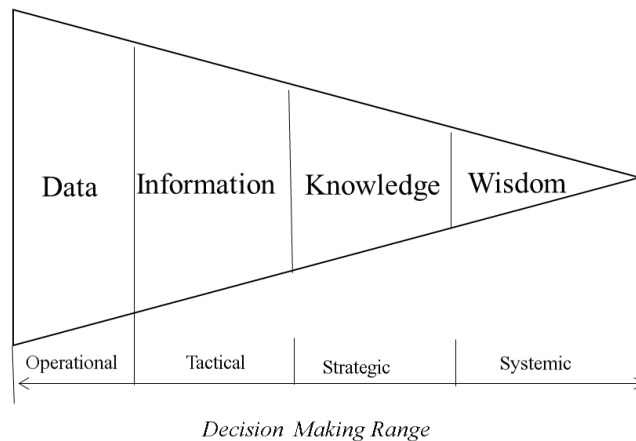 Data Information Knowledge Wisdom
Operational Tactical Strategic Systemic
Decision Making Range